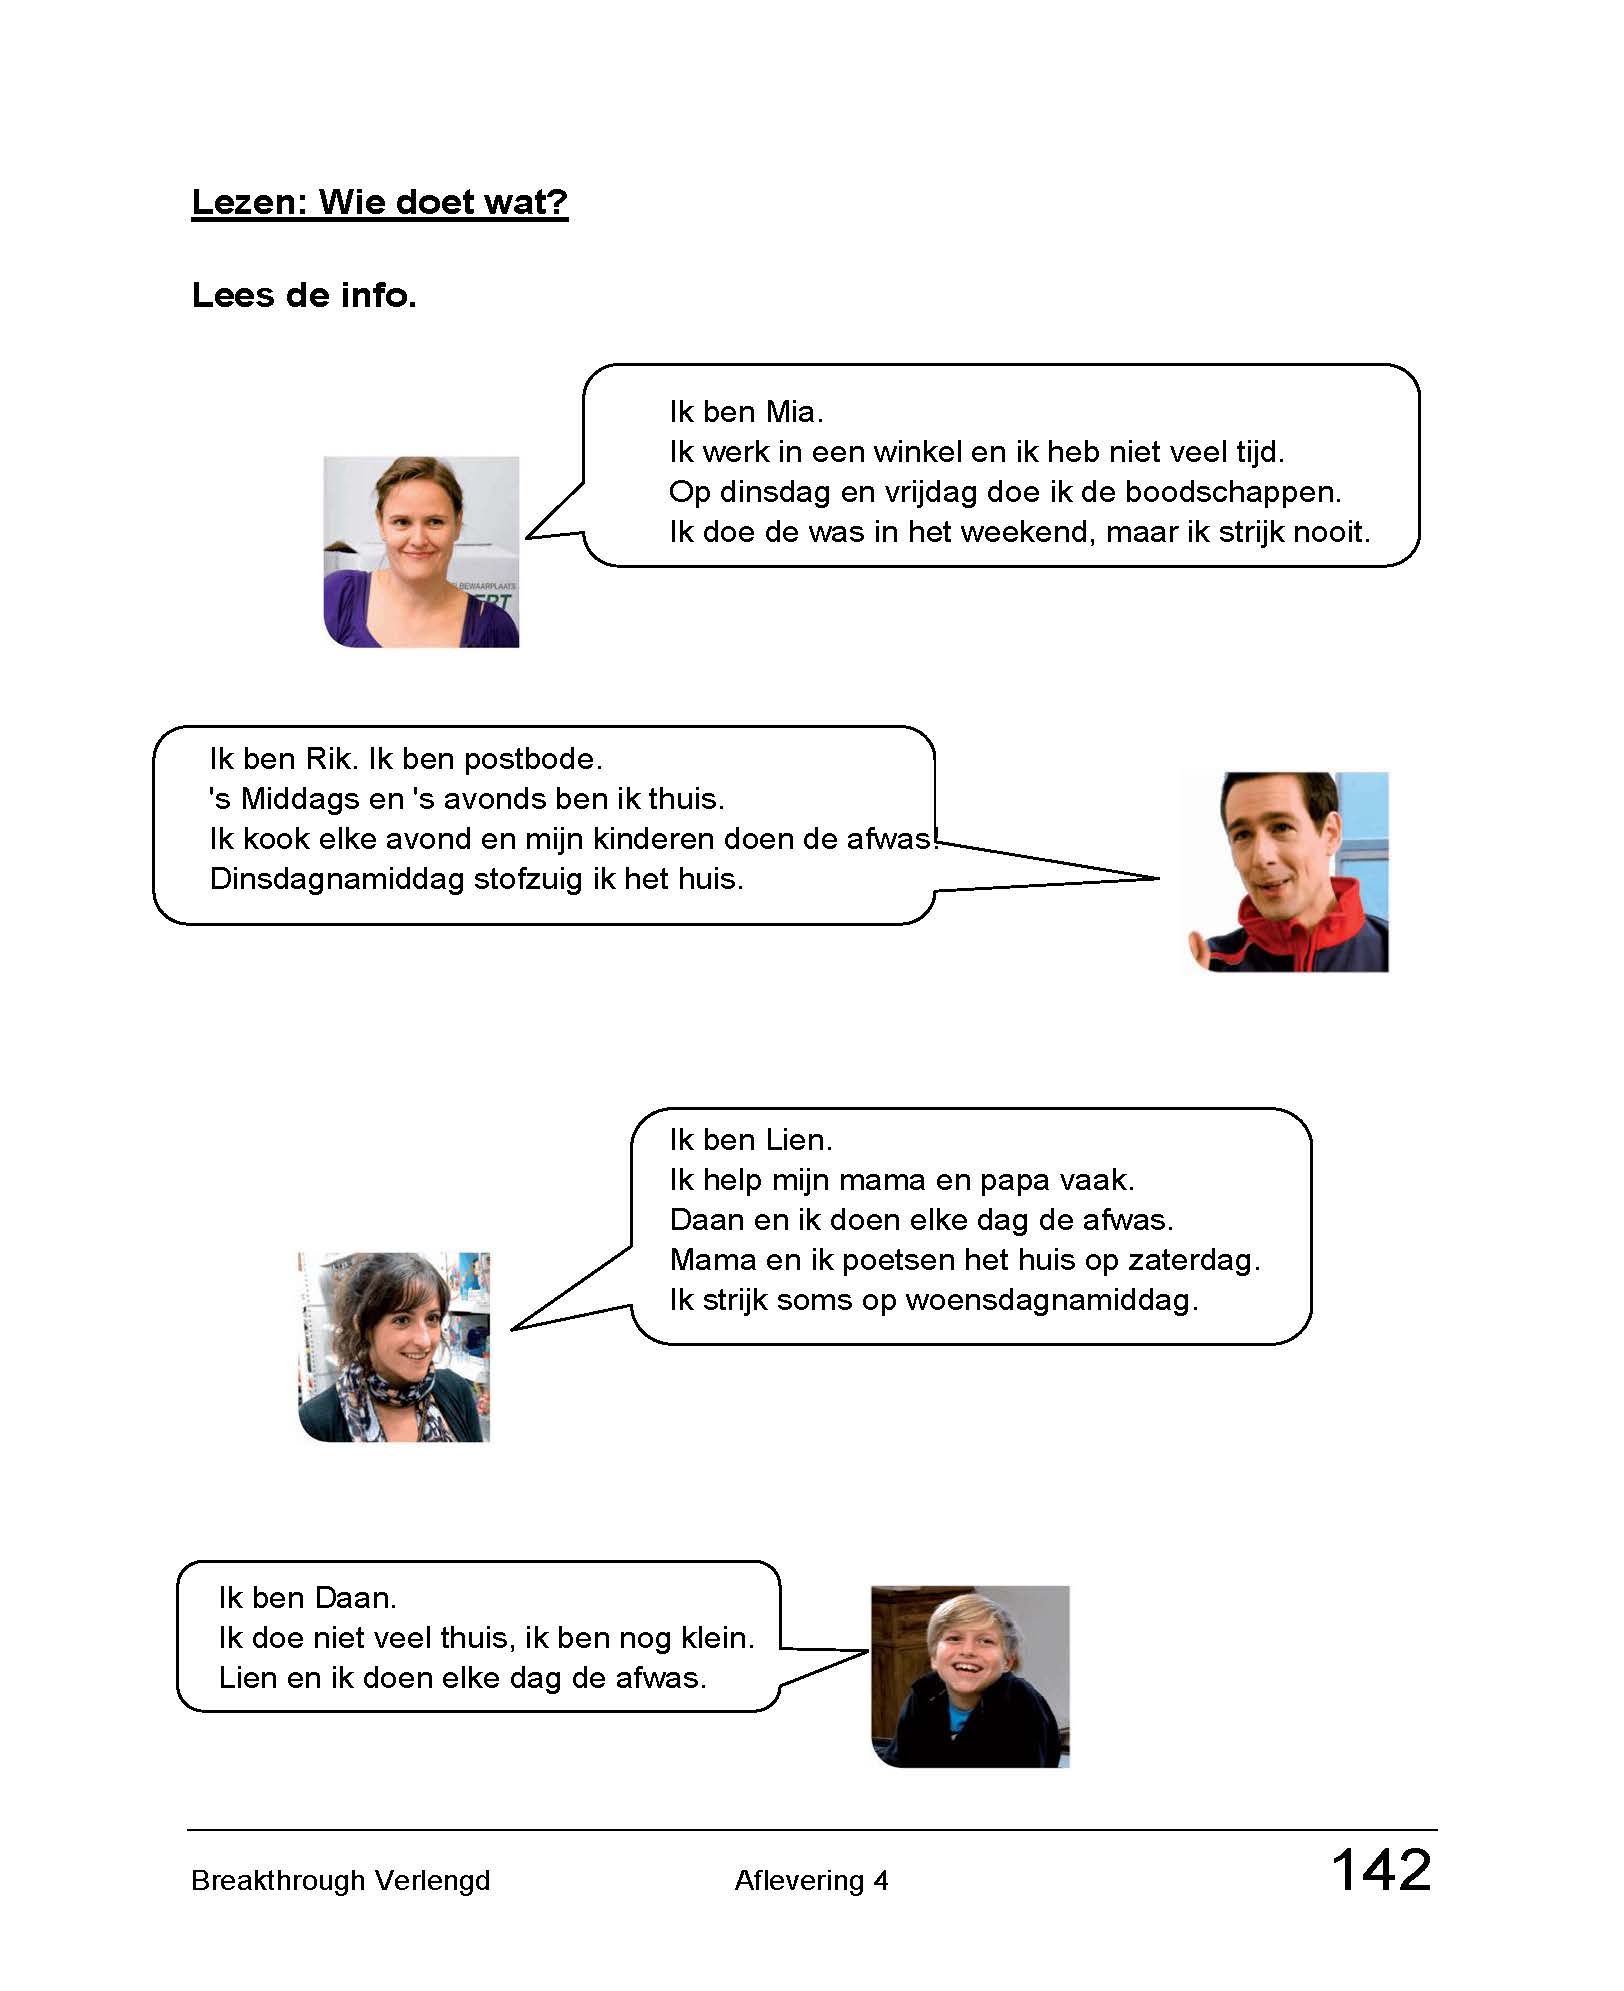 Lezen: Wie doet wat?
Lees de info.
Ik ben Mia.
Ik werk in een winkel en ik heb niet veel tijd.
Op dinsdag en vrijdag doe ik de boodschappen.
Ik doe de was in het weekend, maar ik strijk nooit.
ELBEWAARPLAATS
Ik ben Rik. Ik ben postbode.
's Middags en 's avonds ben ik thuis.
Ik kook elke avond en mijn kinderen doen de afwas!
Dinsdagnamiddag stofzuig ik het huis.
Ik ben Lien.
Ik help mijn mama en papa vaak.
Daan en ik doen elke dag de afwas.
Mama en ik poetsen het huis op zaterdag.
Ik strijk soms op woensdagnamiddag.
Ik ben Daan.
Ik doe niet veel thuis, ik ben nog klein.
Lien en ik doen elke dag de afwas.
Breakthrough Verlengd Aflevering 4 142